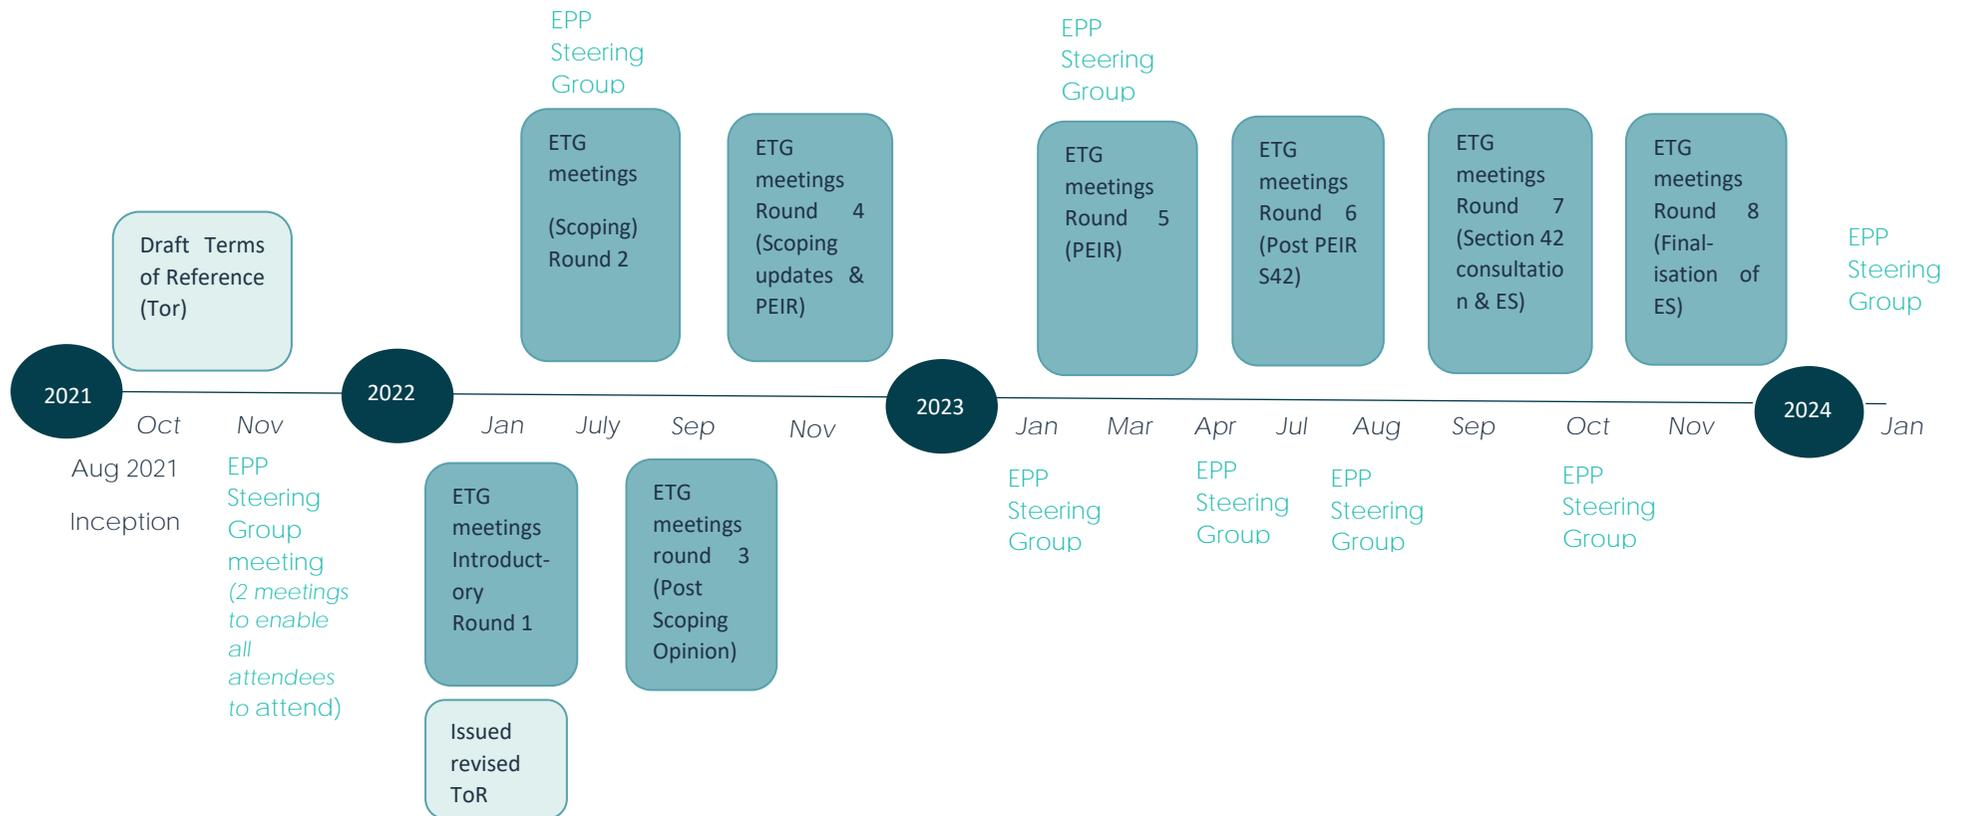 EPP
Steering
Group
EPP
Steering
Group
Draft Terms
of Reference
(Tor)
ETG
meetings
(Scoping)
Round 2
ETG
meetings
Round 4
(Scoping
updates &
PEIR)
ETG
meetings
Round 5
(PEIR)
ETG
meetings
Round 6
(Post PEIR
S42)
ETG
meetings
Round 7
(Section 42
consultatio
n & ES)
ETG
meetings
Round 8
(Final-
isation of
ES)
EPP
Steering
Group
2021
2022
2023
2024
Oct
Nov
Jan
July
Sep
Nov
Jan
Mar
Apr
Jul
Aug
Sep
Oct
Nov
Jan
Aug 2021
Inception
EPP
Steering
Group
meeting
(2 meetings
to enable
all
attendees
to attend)
ETG
meetings
Introduct-
ory
Round 1
ETG
meetings
round 3
(Post
Scoping
Opinion)
EPP
Steering
Group
EPP
Steering
Group
EPP
Steering
Group
EPP
Steering
Group
Issued
revised
ToR